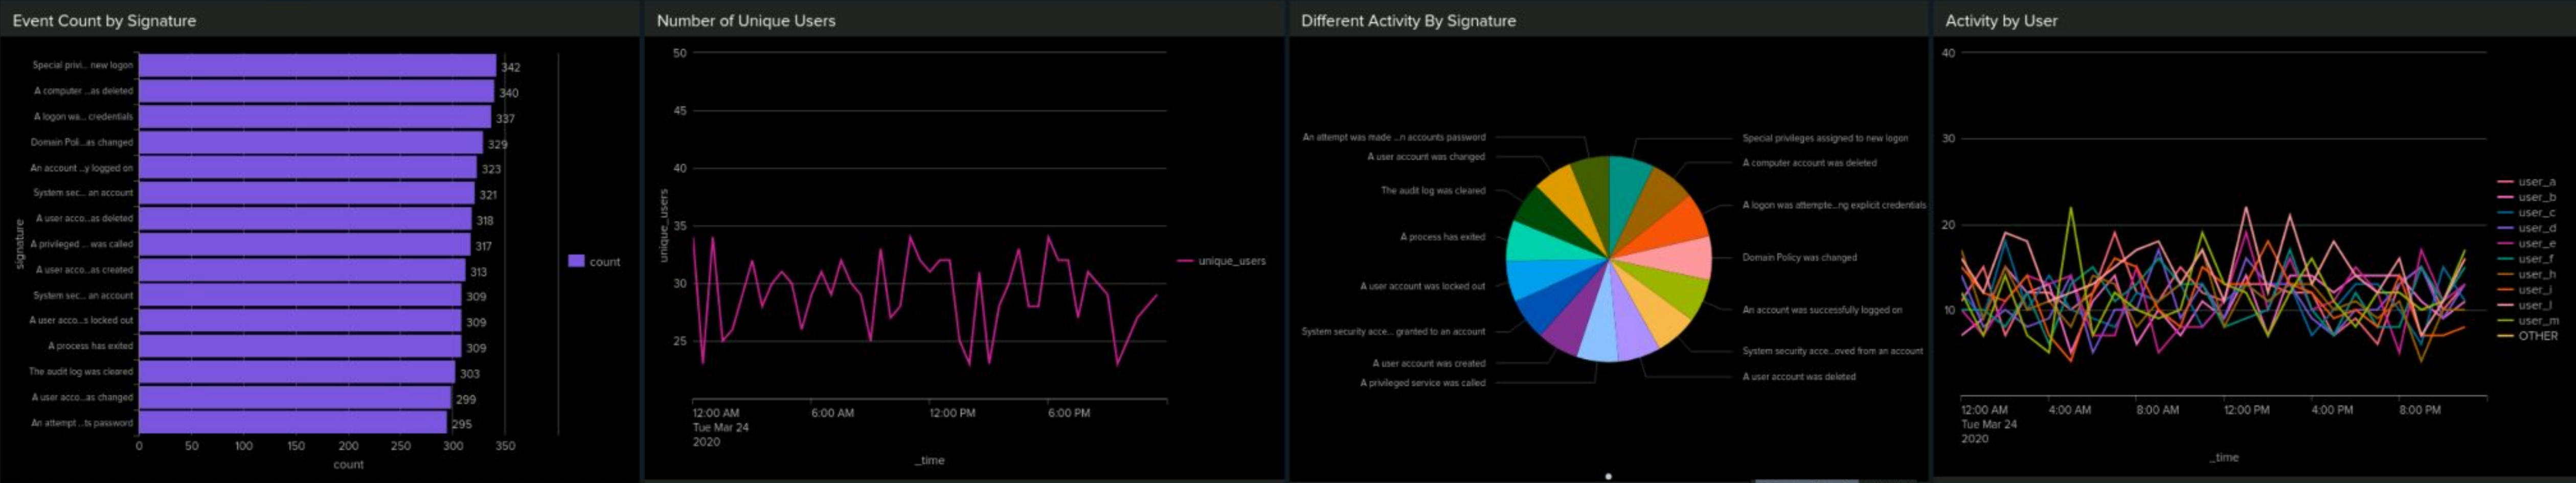 Event Count by Signature
Special privi... new logon
342
A computer ...as deleted
340
A logon wa... credentials
337
Domain Poli...as changed
329
An account ...y logged on
323
System sec... an account
321
A user acco...as deleted
318
A privileged ... was called
317
A user acco...as created
313
System sec... an account
309
A user acco...s locked out
309
A process has exited
309
The audit log was cleared
303
A user acco...as changed
299
An attempt ...ts password
295
signature
0 50 100 150 200 250 300 350
count
count
Number of Unique Users
50
45
40
35
30
25
unique_users
12:00 AM 6:00 AM 12:00 PM 6:00 PM
Tue Mar 24
2020
_time
unique_users
Different Activity By Signature
An attempt was made ...n accounts password
A user account was changed
The audit log was cleared
A process has exited
A user account was locked out
System security acce... granted to an account
A user account was created
A privileged service was called
Special privileges assigned to new logon
A computer account was deleted
A logon was attempte...ng explicit credentials
Domain Policy was changed
An account was successfully logged on
System security acce...oved from an account
A user account was deleted
Activity by User
40
30
20
10
12:00 AM 4:00 AM 8:00 AM 12:00 PM 4:00 PM 8:00 PM
Tue Mar 24
2020
_time
user_a
user_b
user_c
user_d
user_e
user_f
user_h
user_i
user_l
user_m
OTHER